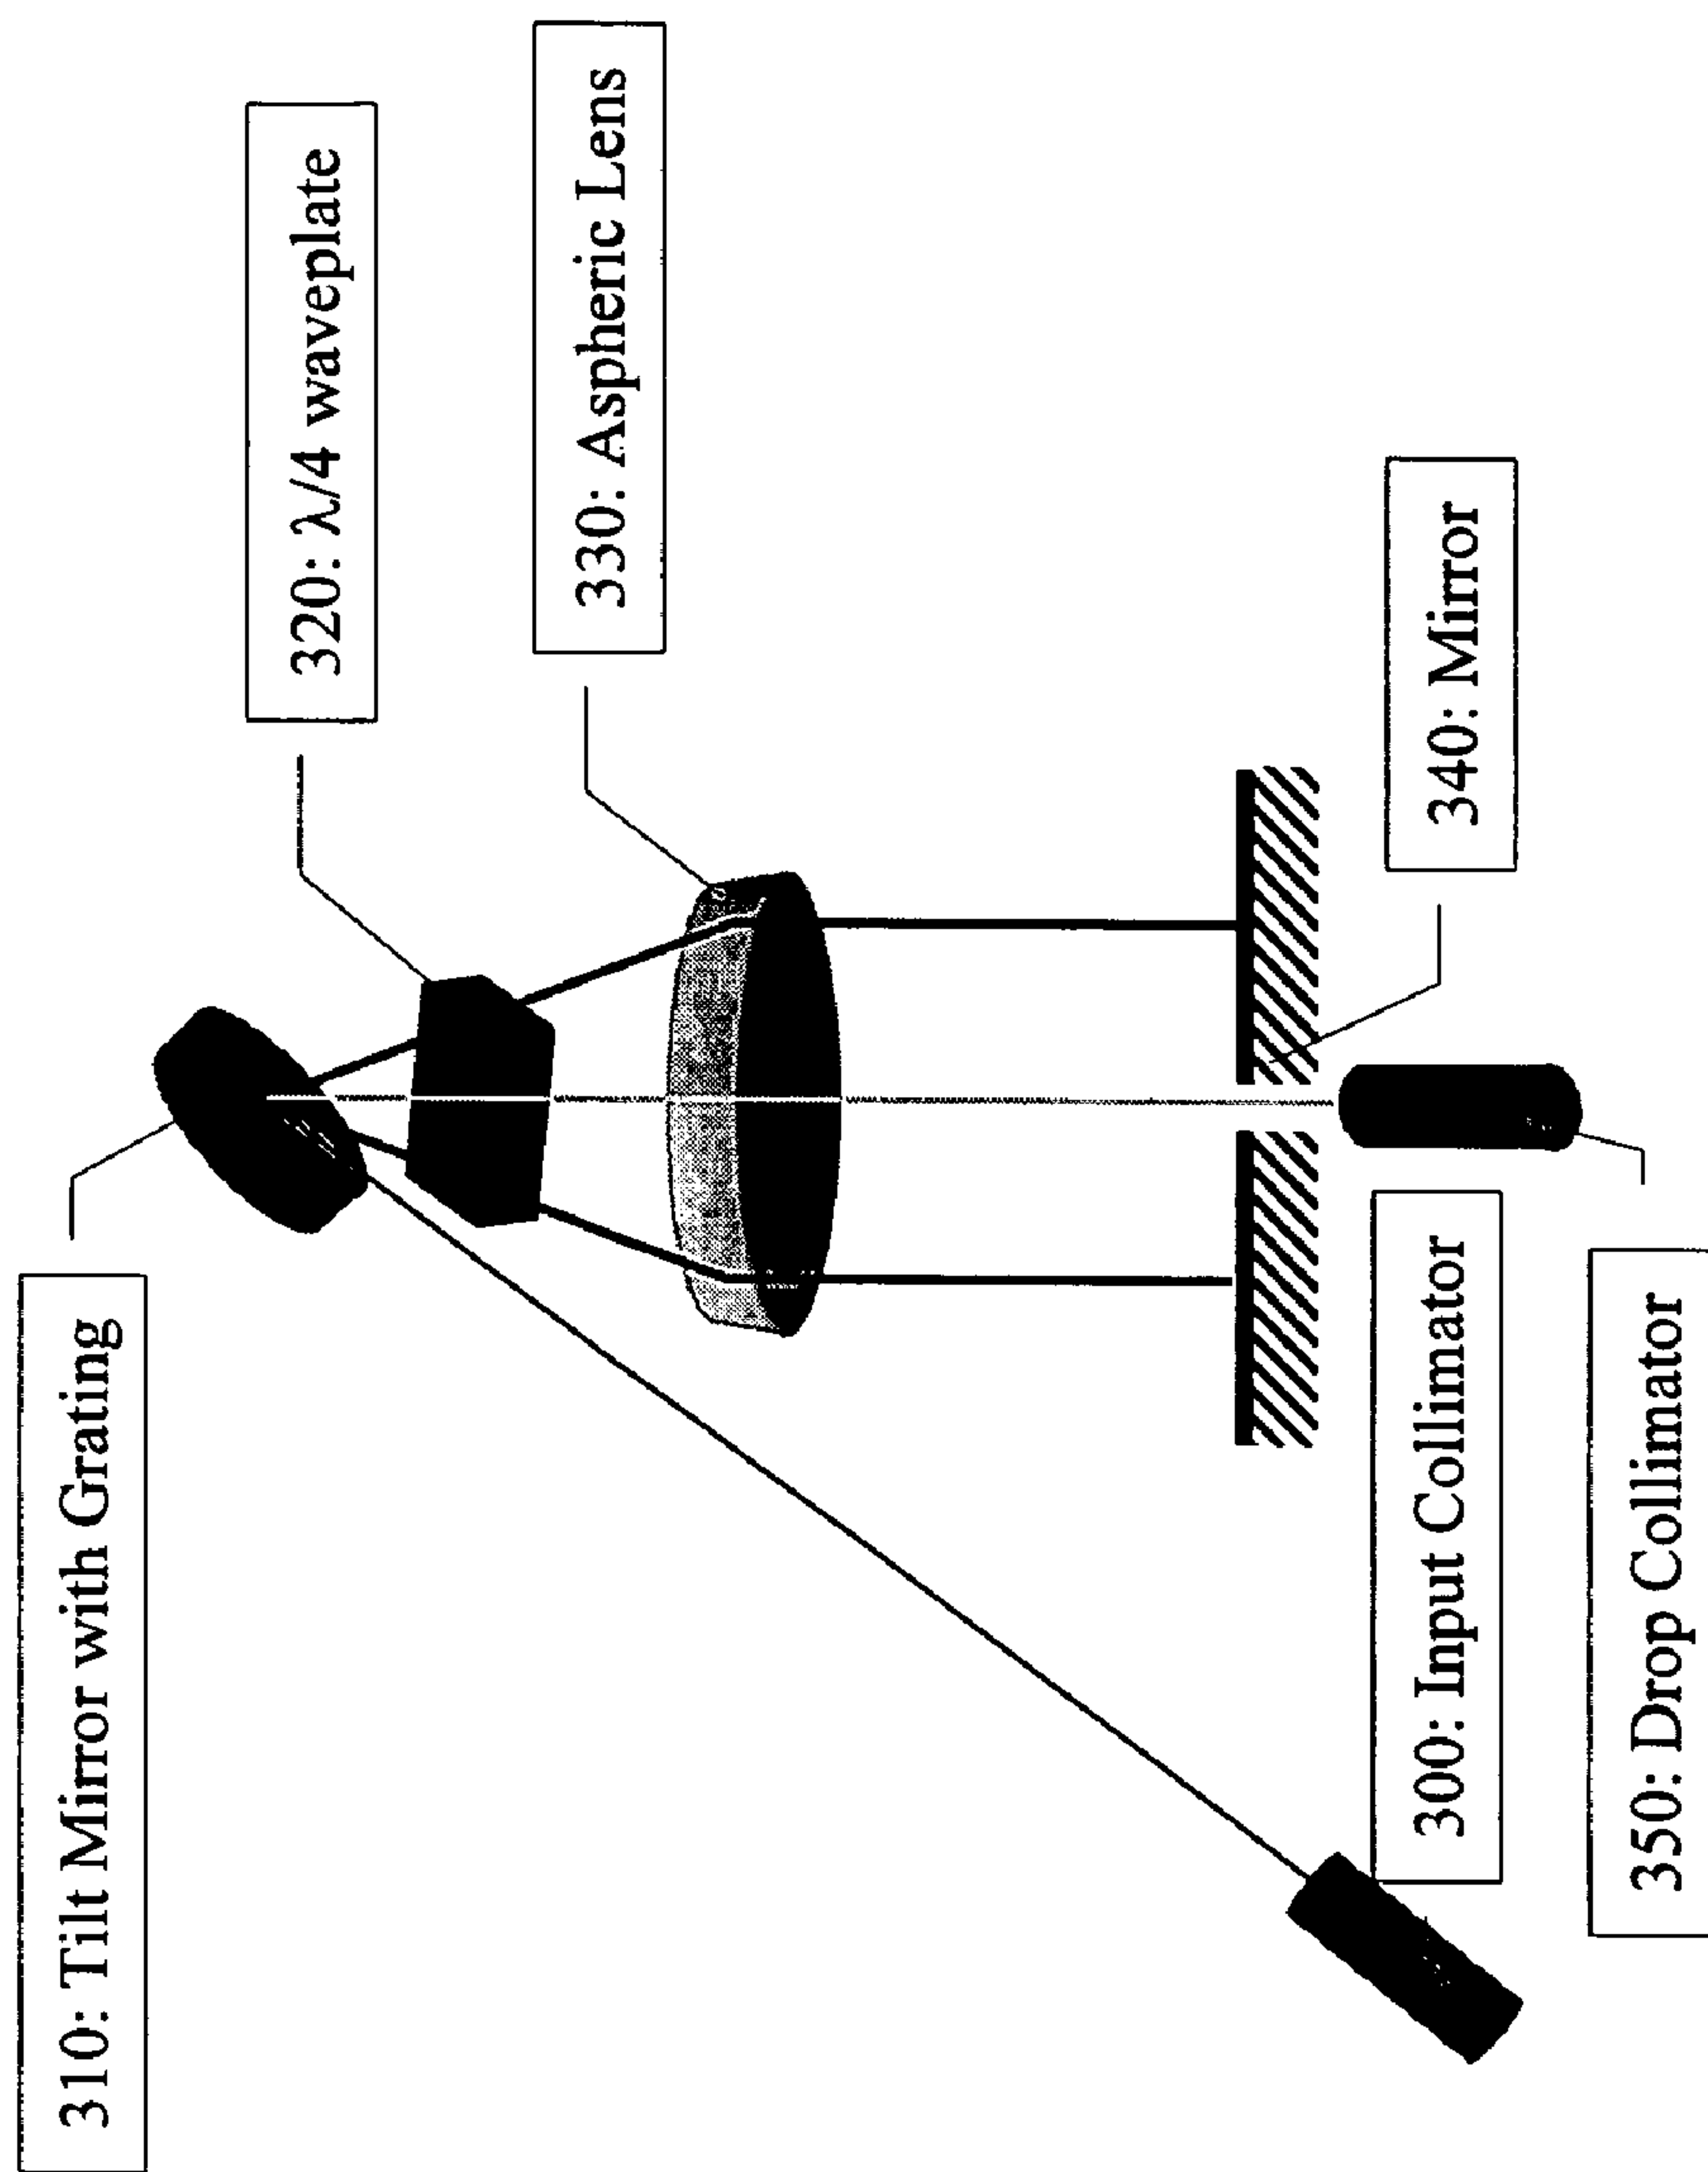 310: Tilt Mirror with Grating
320: λ/4 waveplate
330: Aspheric Lens
340: Mirror
300: Input Collimator
350: Drop Collimator